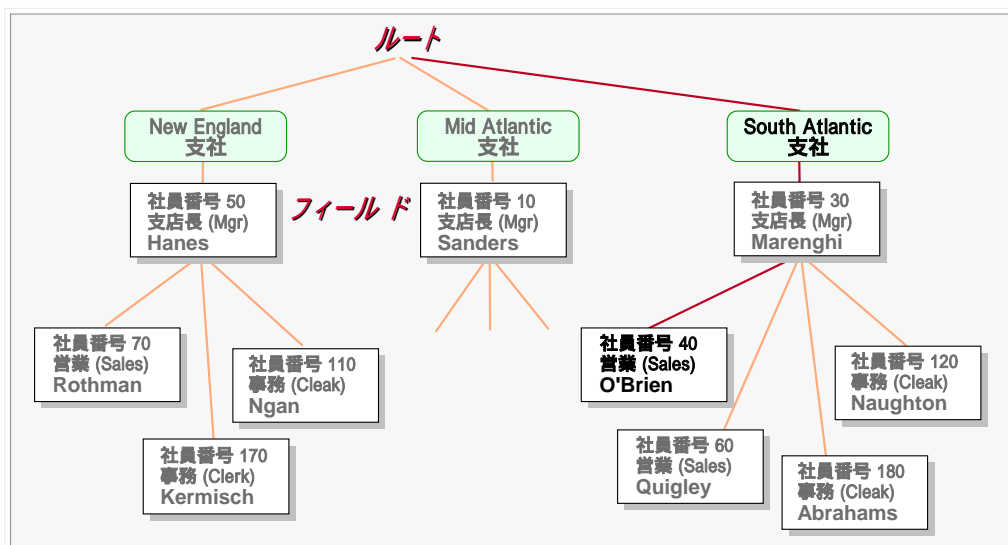 ルート
New England
支社
Mid Atlantic
支社
South Atlantic
支社
社員番号 50
支店長 (Mgr)
Hanes
フィールド
社員番号 10
支店長 (Mgr)
Sanders
社員番号 30
支店長 (Mgr)
Marenghi
社員番号 70
営業 (Sales)
Rothman
社員番号 110
事務 (Cleak)
Ngan
社員番号 170
事務 (Clerk)
Kermisch
社員番号 40
営業 (Sales)
O'Brien
社員番号 120
事務 (Cleak)
Naughton
社員番号 60
営業 (Sales)
Quigley
社員番号 180
事務 (Cleak)
Abrahams